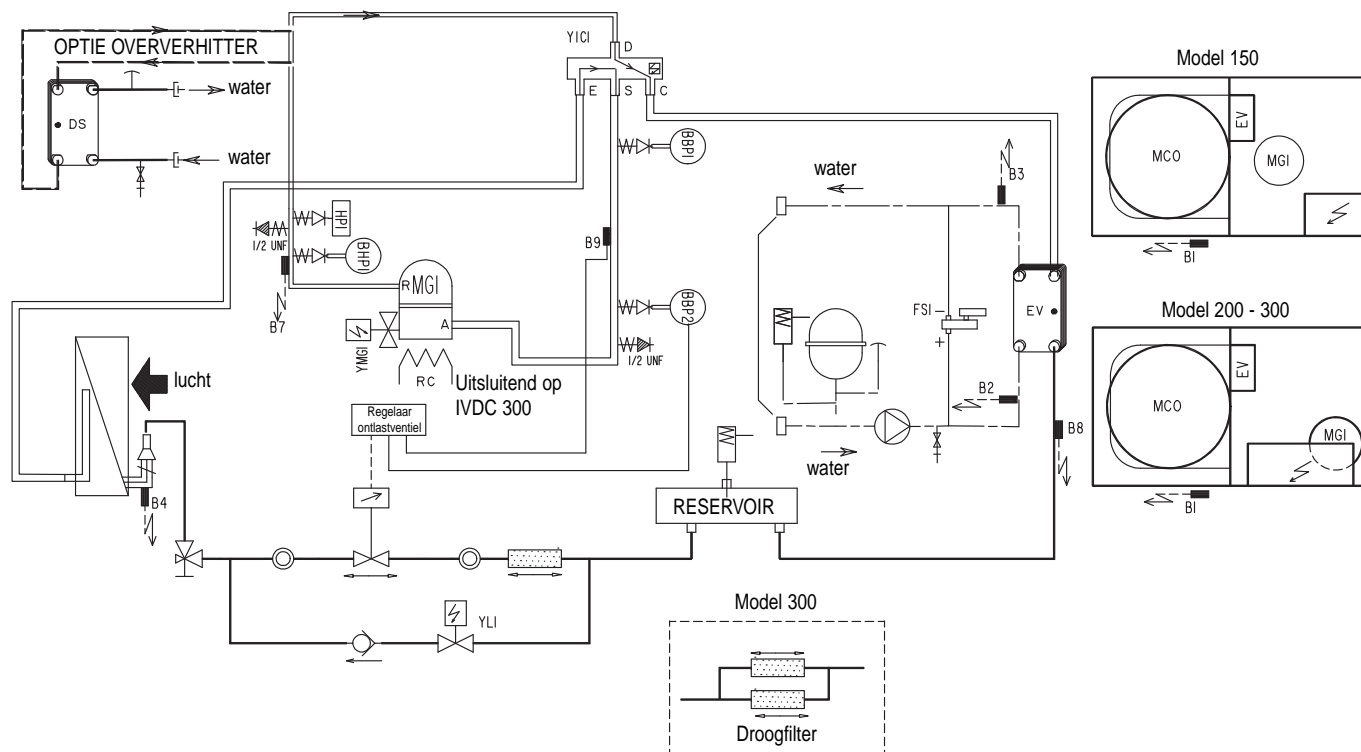 OPTIE OVERVERHITTER
water
DS
water
YICI
D
E
S
C
BBP1
HPI
1/2 UNF
BHPI
B7
R
MGI
A
YMGI
RC
Uitsluitend op
IVDC 300
B9
BBP2
1/2 UNF
Regelaar
ontlastventiel
lucht
B4
water
B3
FSI
-
+
EV
B2
B8
water
RESERVOIR
YLI
Model 150
MCO
EV
MGI
BI
Model 200 - 300
MCO
EV
MGI
BI
Model 300
Droogfilter